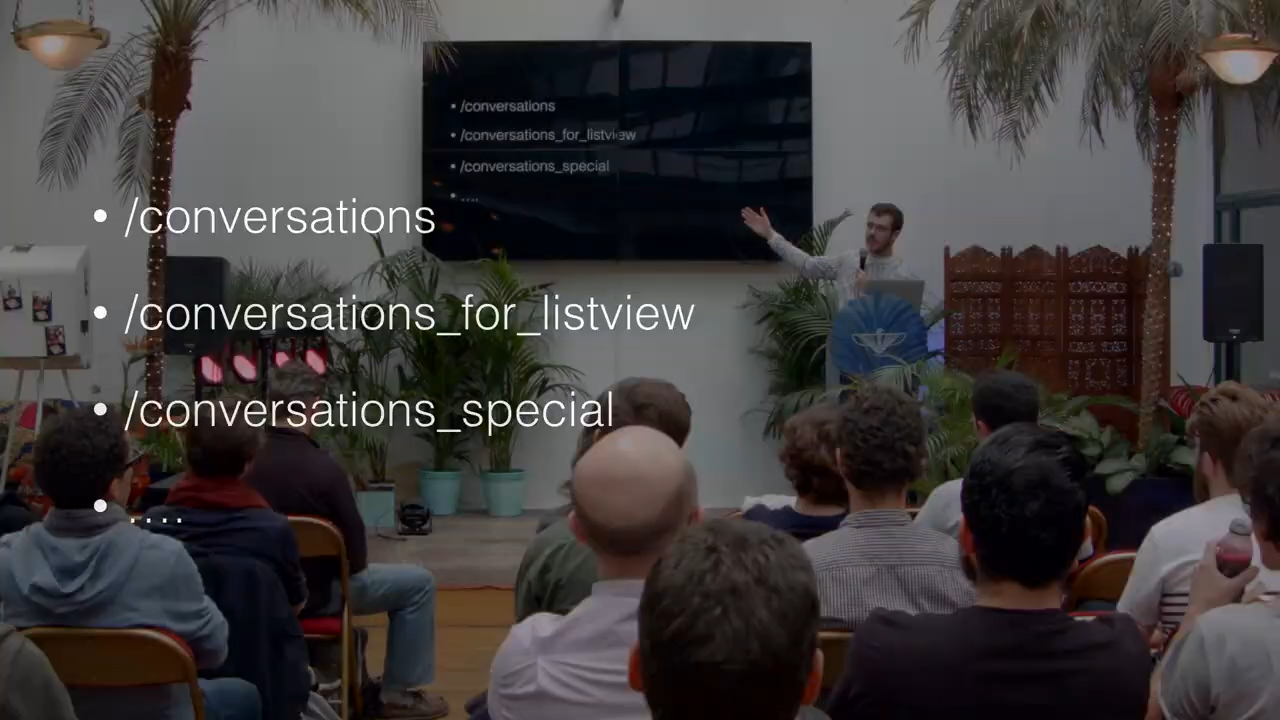 • /conversations
• /conversations_for_listview
• /conversations_special
• ....
• /conversations
• /conversations_for_listview
• /conversations_special
• ....